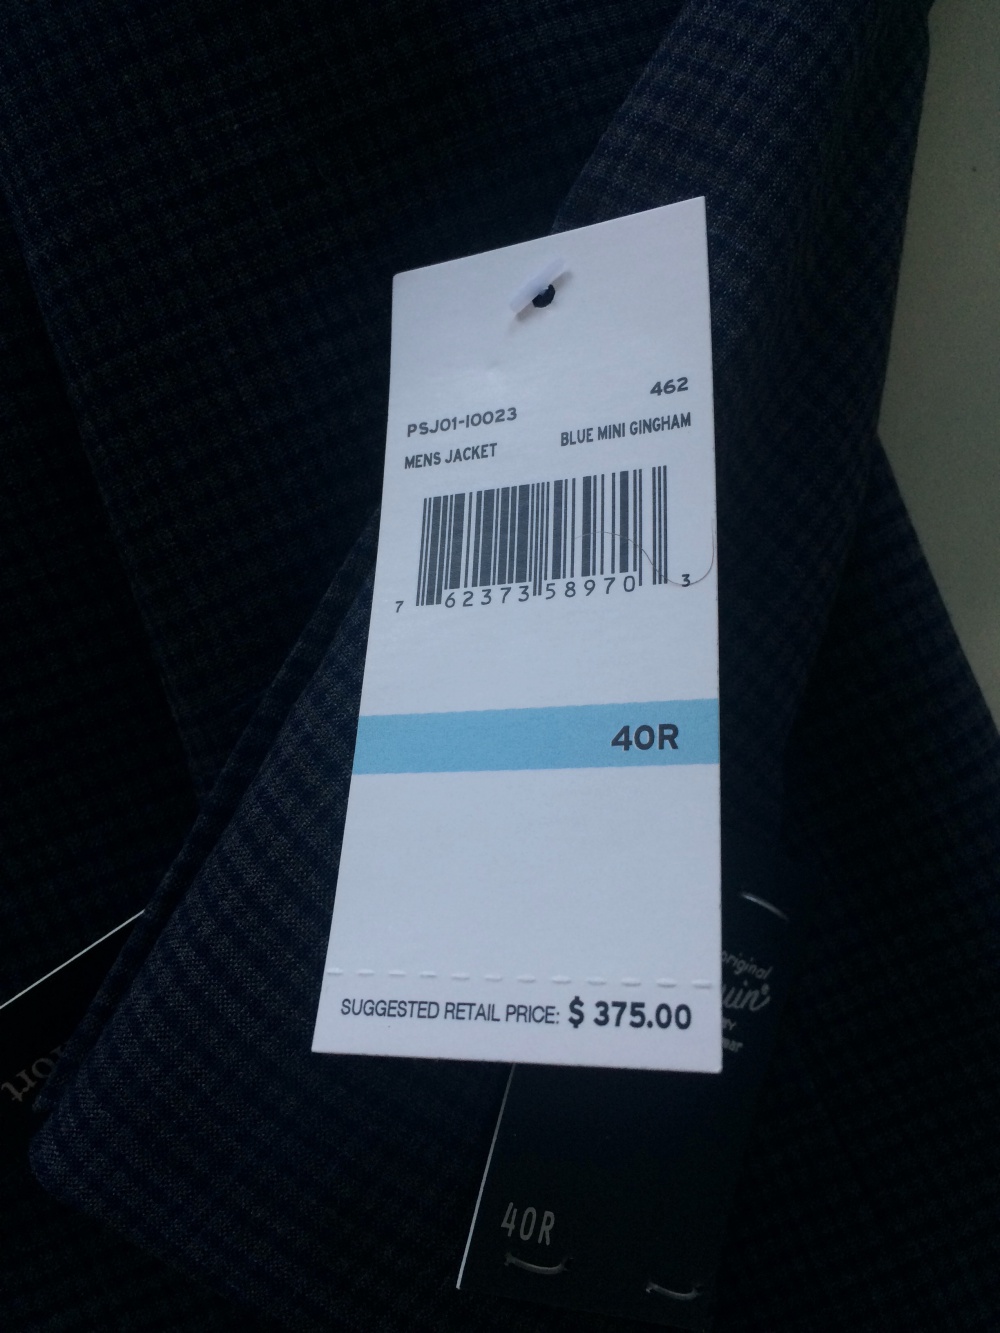 462
PSJ01-10023
MENS JACKET
BLUE MINI GINGHAM
7 62373 58970 3
40R
SUGGESTED RETAIL PRICE: $ 375.00
original
40R